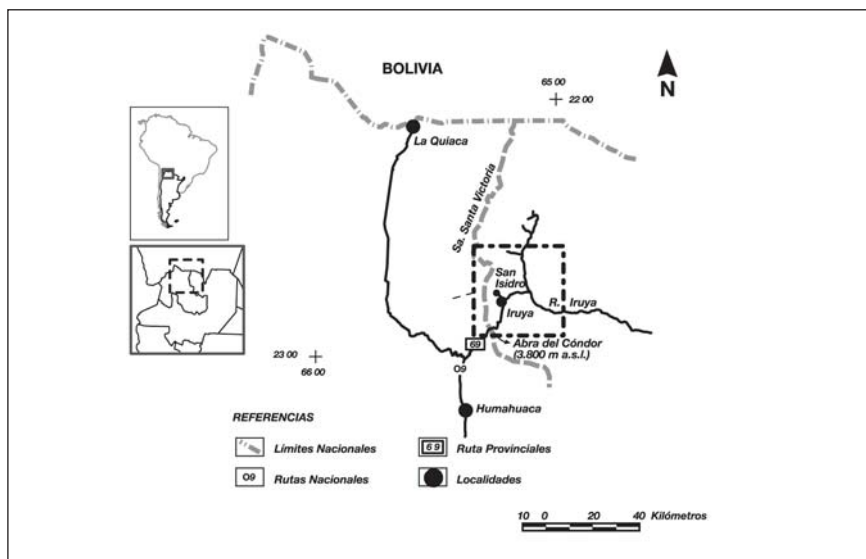 BOLIVIA
N
65 00
22 00
La Quiaca
Sa. Santa Victoria
San
Isidro
Iruya
R. Iruya
69
Abra del Cóndor
(3.800 m a.s.l.)
23 00
66 00
09
Humahuaca
REFERENCIAS
Límites Nacionales
69 Ruta Provinciales
09 Rutas Nacionales
Localidades
10 0 20 40 Kilómetros